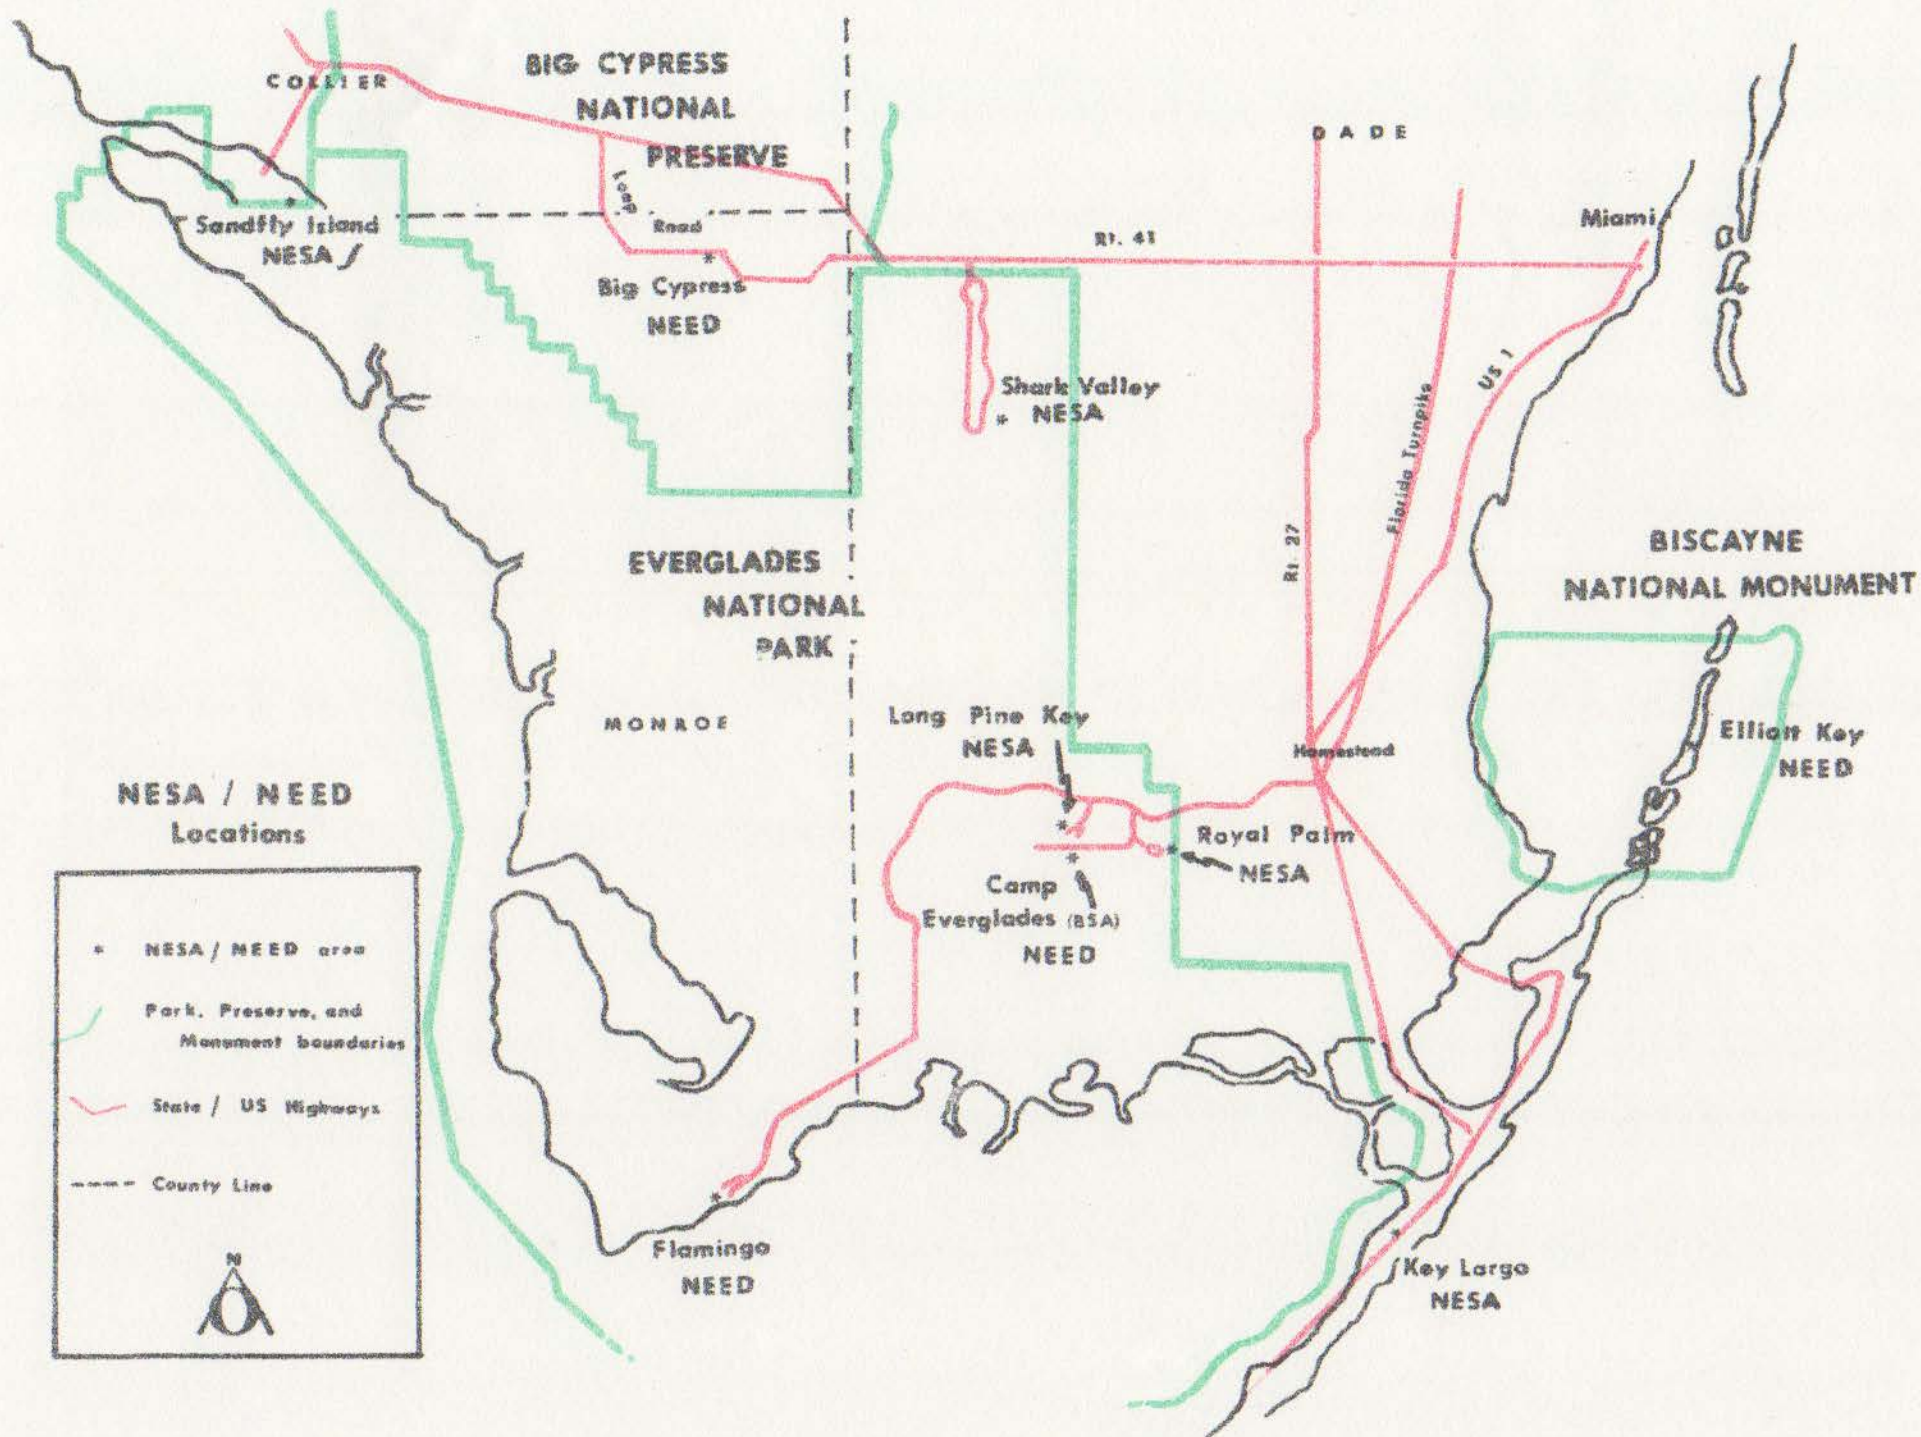 COLLIER
BIG CYPRESS
NATIONAL
PRESERVE
DADE
Miami
Loop
Road
Rt. 41
Sandfly Island
NESA
Big Cypress
NEED
Shark Valley
NESA
US 1
Florida Turnpike
Rt. 27
BISCAYNE
NATIONAL MONUMENT
EVERGLADES
NATIONAL
PARK
MONROE
Long Pine Key
NESA
Homestead
Elliott Key
NEED
Royal Palm
NESA
Camp
Everglades (BSA)
NEED
NESA / NEED
Locations
* NESA / NEED area
Park, Preserve, and
Monument boundaries
State / US Highways
County Line
N
Flamingo
NEED
Key Largo
NESA